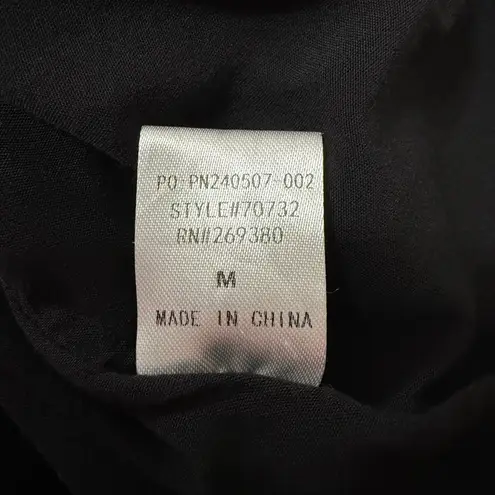 PO PN240507-002
STYLE#70732
RN#269380
M
MADE IN CHINA